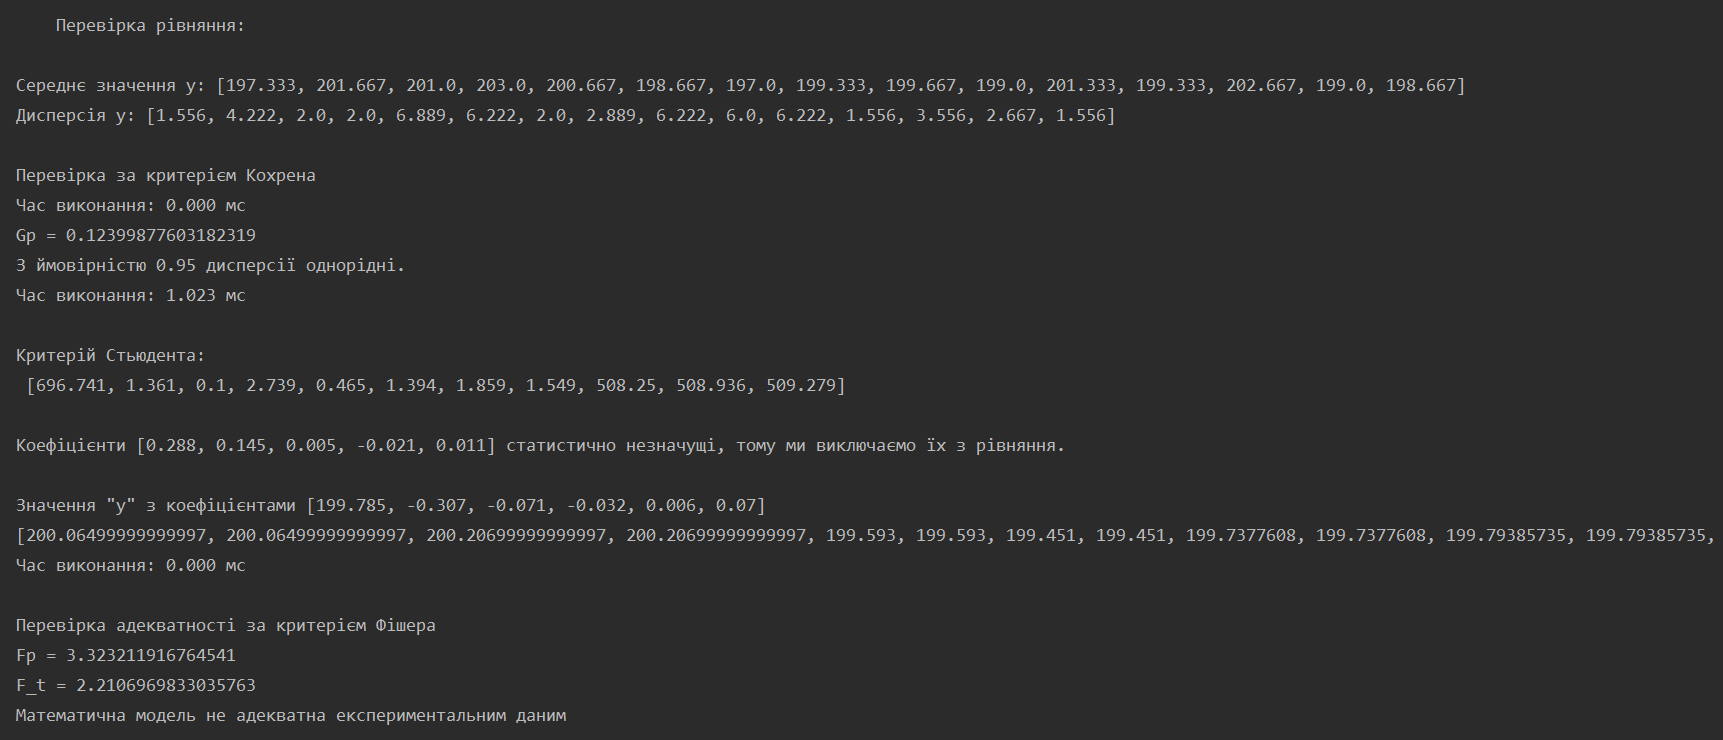 Перевірка рівняння:
Середнє значення y: [197.333, 201.667, 201.0, 203.0, 200.667, 198.667, 197.0, 199.333, 199.667, 199.0, 201.333, 199.333, 202.667, 199.0, 198.667]
Дисперсія y: [1.556, 4.222, 2.0, 2.0, 6.889, 6.222, 2.0, 2.889, 6.222, 6.0, 6.222, 1.556, 3.556, 2.667, 1.556]
Перевірка за критерієм Кохрена
Час виконання: 0.000 мс
Gp = 0.12399877603182319
З ймовірністю 0.95 дисперсії однорідні.
Час виконання: 1.023 мс
Критерій Стьюдента:
[696.741, 1.361, 0.1, 2.739, 0.465, 1.394, 1.859, 1.549, 508.25, 508.936, 509.279]
Коефіцієнти [0.288, 0.145, 0.005, -0.021, 0.011] статистично незначущі, тому ми виключаємо їх з рівняння.
Значення "y" з коефіцієнтами [199.785, -0.307, -0.071, -0.032, 0.006, 0.07]
[200.06499999999997, 200.06499999999997, 200.20699999999997, 200.20699999999997, 199.593, 199.593, 199.451, 199.451, 199.7377608, 199.7377608, 199.79385735, 199.79385735,
Час виконання: 0.000 мс
Перевірка адекватності за критерієм Фішера
Fp = 3.323211916764541
F_t = 2.2106969833035763
Математична модель не адекватна експериментальним даним